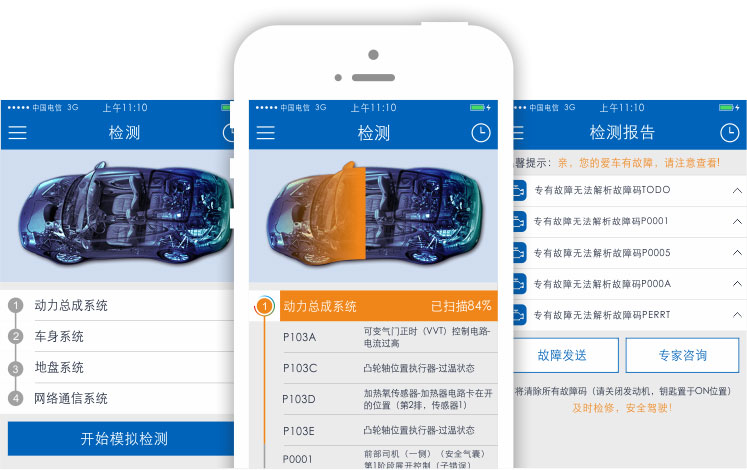 中国电信 3G 上午11:10
检测
1 动力总成系统
2 车身系统
3 地盘系统
4 网络通信系统
开始模拟检测
中国电信 3G 上午11:10
检测
1 动力总成系统 已扫描84%
P103A 可变气门正时（VVT）控制电路-
电流过高
P103C 凸轮轴位置执行器-过温状态
P103D 加热氧传感器-加热器电路卡在开
的位置（第2排，传感器1）
P103E 凸轮轴位置执行器-过温状态
P0001 前部司机（一侧）（安全气囊）
第1阶段展开控制（子错误）
中国电信 3G 上午11:10
检测报告
馨提示：亲，您的爱车有故障，请注意查看!
专有故障无法解析故障码TODO
专有故障无法解析故障码P0001
专有故障无法解析故障码P0005
专有故障无法解析故障码P000A
专有故障无法解析故障码PERRT
故障发送 专家咨询
将清除所有故障码（请关闭发动机，钥匙置于ON位置）
及时检修，安全驾驶!